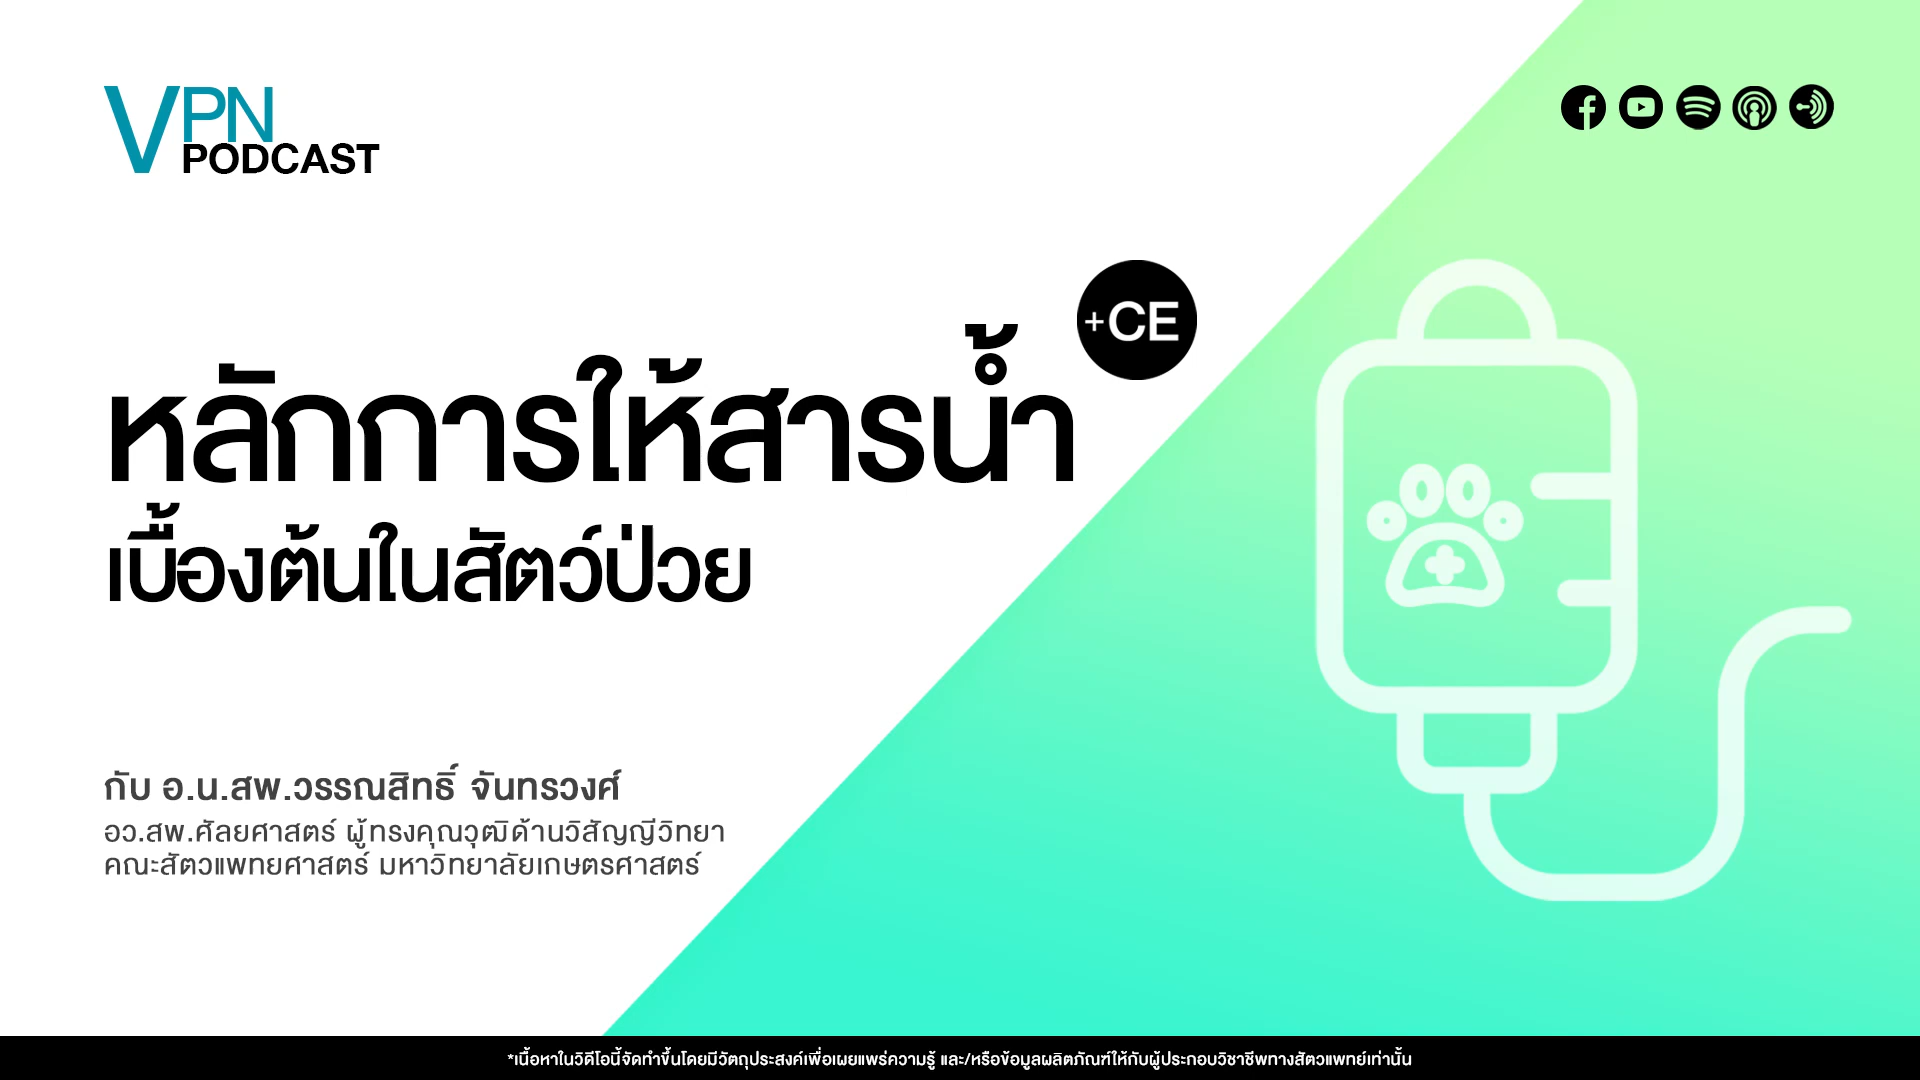 VPN
PODCAST
+CE
หลักการให้สารน้ำ
เบื้องต้นในสัตว์ป่วย
กับ อ.น.สพ.วรรณสิทธิ์ จันทรวงศ์
อว.สพ.ศัลยศาสตร์ ผู้ทรงคุณวุฒิด้านวิสัญญีวิทยา
คณะสัตวแพทยศาสตร์ มหาวิทยาลัยเกษตรศาสตร์
*เนื้อหาในวิดีโอนี้จัดทำขึ้นโดยมีวัตถุประสงค์เพื่อเผยแพร่ความรู้ และ/หรือข้อมูลผลิตภัณฑ์ให้กับผู้ประกอบวิชาชีพทางสัตวแพทย์เท่านั้น